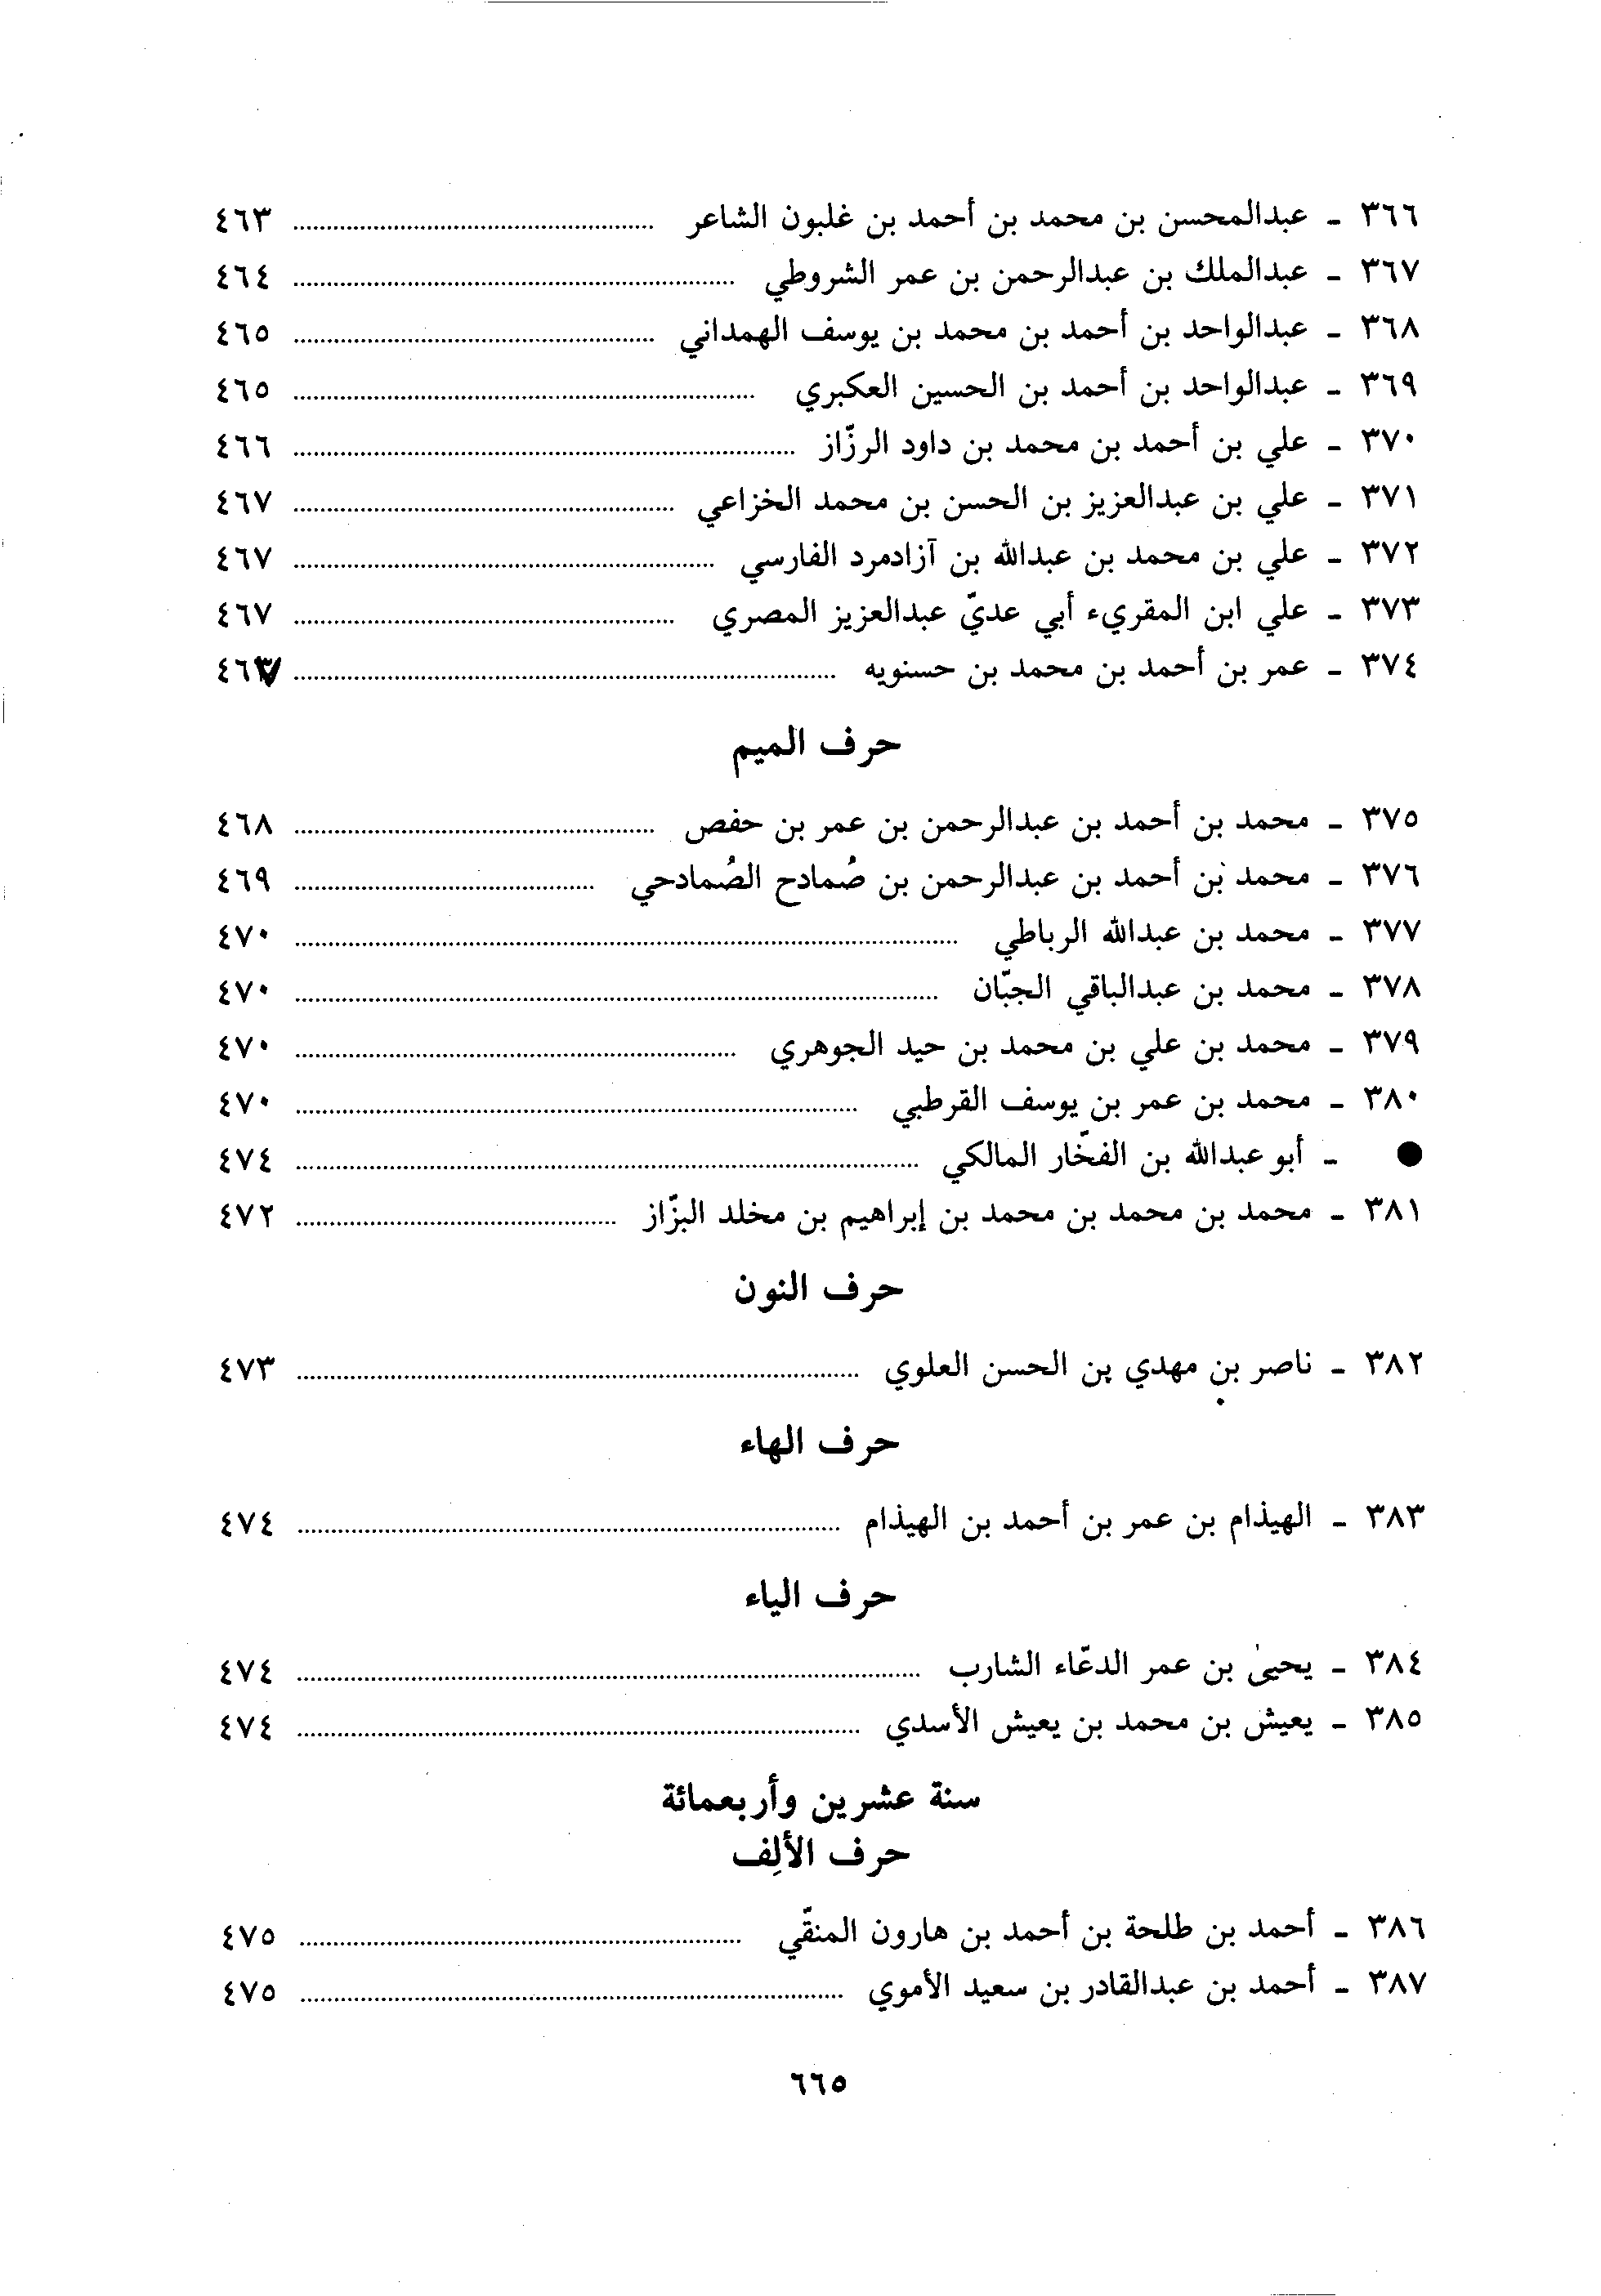 ٣٦٦ - عبدالمحسن بن محمد بن أحمد بن غلبون الشاعر ........ ٤٦٣
٣٦٧ - عبدالملك بن عبدالرحمن بن عمر الشروطي ........ ٤٦٤
٣٦٨ - عبدالواحد بن أحمد بن محمد بن يوسف الهمداني ........ ٤٦٥
٣٦٩ - عبدالواحد بن أحمد بن الحسين العكبري ........ ٤٦٥
٣٧٠ - علي بن أحمد بن محمد بن داود الرزّاز ........ ٤٦٦
٣٧١ - علي بن عبدالعزيز بن الحسن بن محمد الخزاعي ........ ٤٦٧
٣٧٢ - علي بن محمد بن عبدالله بن آزادمرد الفارسي ........ ٤٦٧
٣٧٣ - علي ابن المقريء أبي عديّ عبدالعزيز المصري ........ ٤٦٧
٣٧٤ - عمر بن أحمد بن محمد بن حسنويه ........ ٤٦٧
حرف الميم
٣٧٥ - محمد بن أحمد بن عبدالرحمن بن عمر بن حفص ........ ٤٦٨
٣٧٦ - محمد بن أحمد بن عبدالرحمن بن صُمادح الصُمادحي ........ ٤٦٩
٣٧٧ - محمد بن عبدالله الرباطي ........ ٤٧٠
٣٧٨ - محمد بن عبدالباقي الجبّان ........ ٤٧٠
٣٧٩ - محمد بن علي بن محمد بن حيد الجوهري ........ ٤٧٠
٣٨٠ - محمد بن عمر بن يوسف القرطبي ........ ٤٧٠
● - أبو عبدالله بن الفخّار المالكي ........ ٤٧٤
٣٨١ - محمد بن محمد بن محمد بن إبراهيم بن مخلد البزّاز ........ ٤٧٢
حرف النون
٣٨٢ - ناصر بن مهدي بن الحسن العلوي ........ ٤٧٣
حرف الهاء
٣٨٣ - الهيذام بن عمر بن أحمد بن الهيذام ........ ٤٧٤
حرف الياء
٣٨٤ - يحيىٰ بن عمر الدعّاء الشارب ........ ٤٧٤
٣٨٥ - يعيش بن محمد بن يعيش الأسدي ........ ٤٧٤
سنة عشرين وأربعمائة
حرف الألِف
٣٨٦ - أحمد بن طلحة بن أحمد بن هارون المنقّي ........ ٤٧٥
٣٨٧ - أحمد بن عبدالقادر بن سعيد الأموي ........ ٤٧٥
٦٦٥